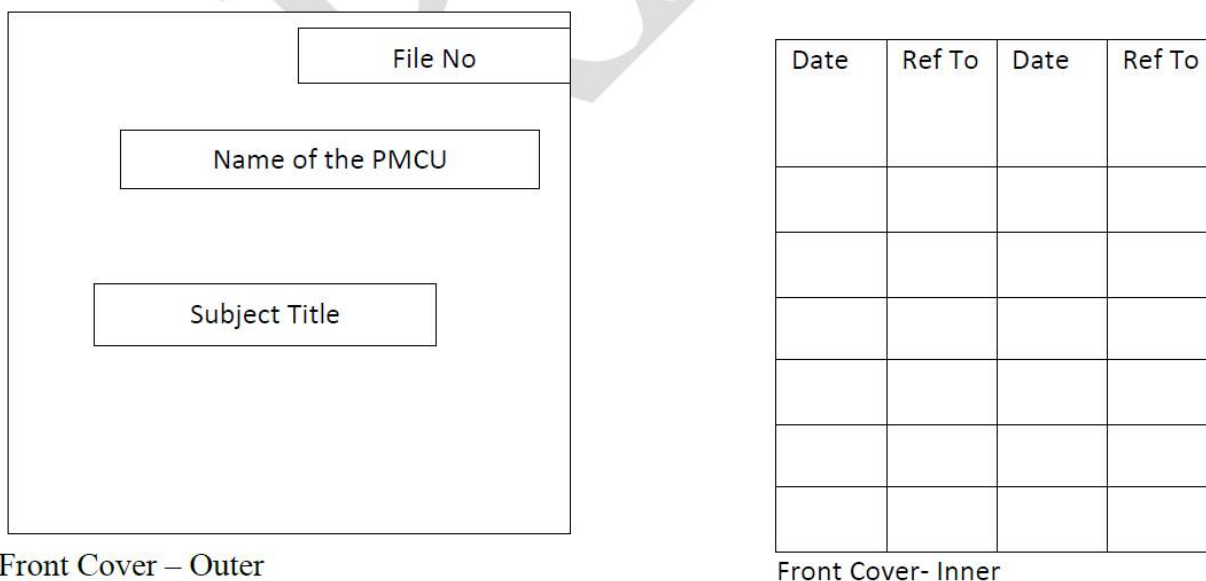 File No
Name of the PMCU
Subject Title
Front Cover – Outer
Date Ref To Date Ref To
Front Cover- Inner